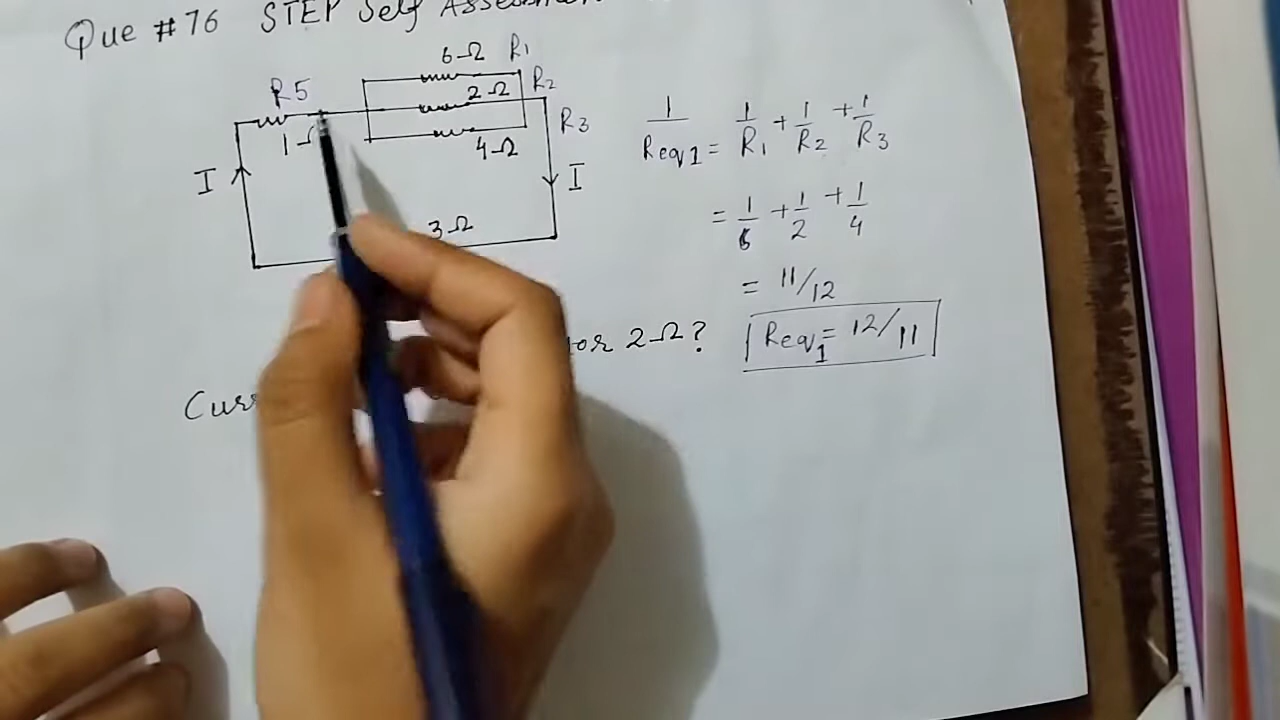 Que # 76 STEP Self
6Ω R1
R5 2Ω R2
1 R3
4Ω
I I
3Ω
1/Req1 = 1/R1 + 1/R2 + 1/R3
= 1/6 + 1/2 + 1/4
= 11/12
Req1 = 12/11
2Ω?